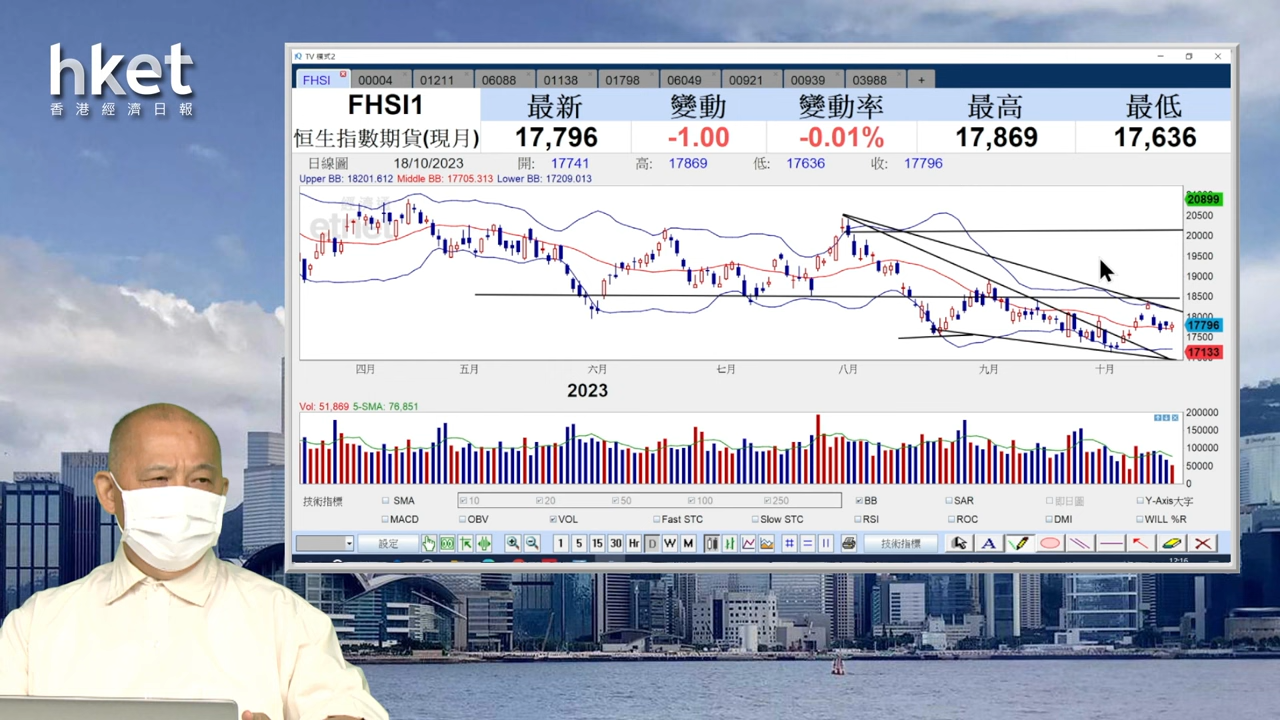 hket
香港經濟日報
TV 模式2
FHSI 00004 01211 06088 01138 01798 06049 00921 00939 03988 +
FHSI1 最新 變動 變動率 最高 最低
恒生指數期貨(現月) 17,796 -1.00 -0.01% 17,869 17,636
日線圖 18/10/2023 開: 17741 高: 17869 低: 17636 收: 17796
Upper BB: 18201.612 Middle BB: 17705.313 Lower BB: 17209.013
經濟通
etnet
20899
20500
20000
19500
19000
18500
18000
17796
17500
17133
四月 五月 六月 七月 八月 九月 十月
2023
Vol: 51,869 5-SMA: 76,851
200000
150000
100000
50000
0
技術指標 SMA 10 20 50 100 250 BB SAR Y-Axis大字
MACD OBV VOL Fast STC Slow STC RSI ROC DMI WILL %R
設定 1 5 15 30 Hr D W M 技術指標 A
12:16